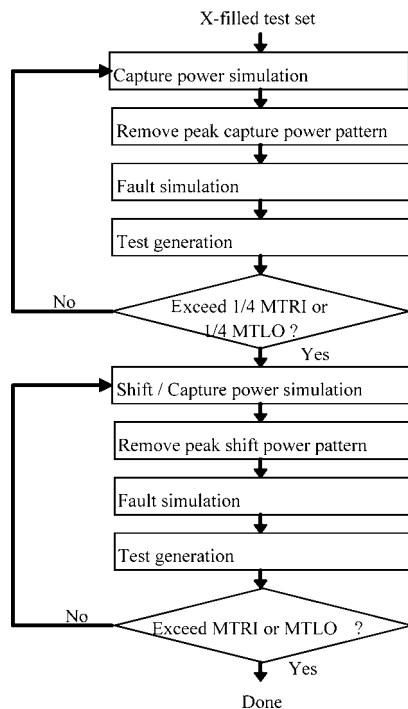 X-filled test set
Capture power simulation
Remove peak capture power pattern
Fault simulation
Test generation
Exceed 1/4 MTRI or
1/4 MTLO ?
No
Yes
Shift / Capture power simulation
Remove peak shift power pattern
Fault simulation
Test generation
No
Exceed MTRI or MTLO ?
Yes
Done